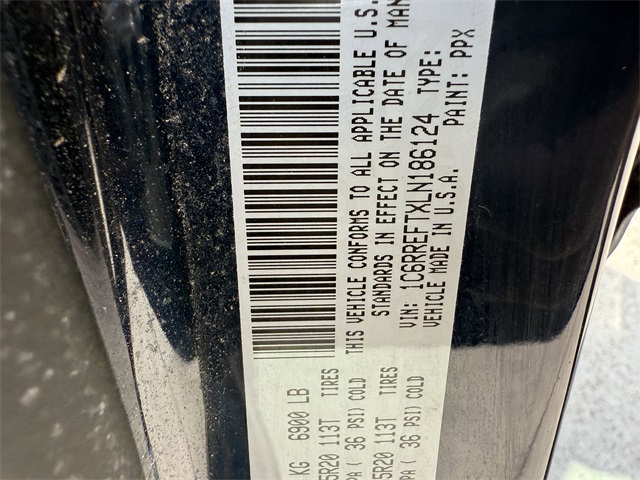 KG 6900 LB
5R20 113T TIRES
PA ( 36 PSI) COLD
5R20 113T TIRES
PA ( 36 PSI) COLD
THIS VEHICLE CONFORMS TO ALL APPLICABLE U.S.
STANDARDS IN EFFECT ON THE DATE OF MAN
VIN: 1C6RREFTXLN186124 TYPE:
VEHICLE MADE IN U.S.A. PAINT: PPX